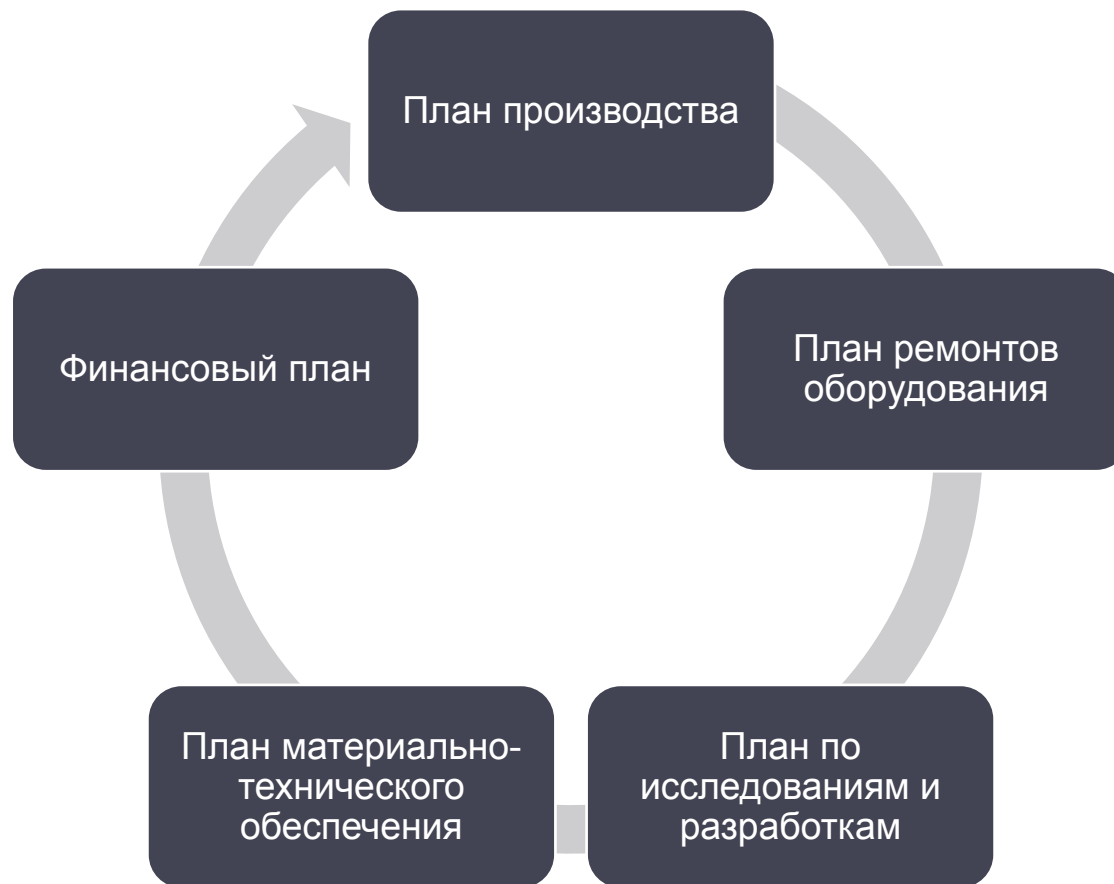 План производства
План ремонтов
оборудования
План по
исследованиям и
разработкам
План материально-
технического
обеспечения
Финансовый план